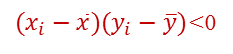 (xᵢ − ẋ)(yᵢ − ȳ)<0